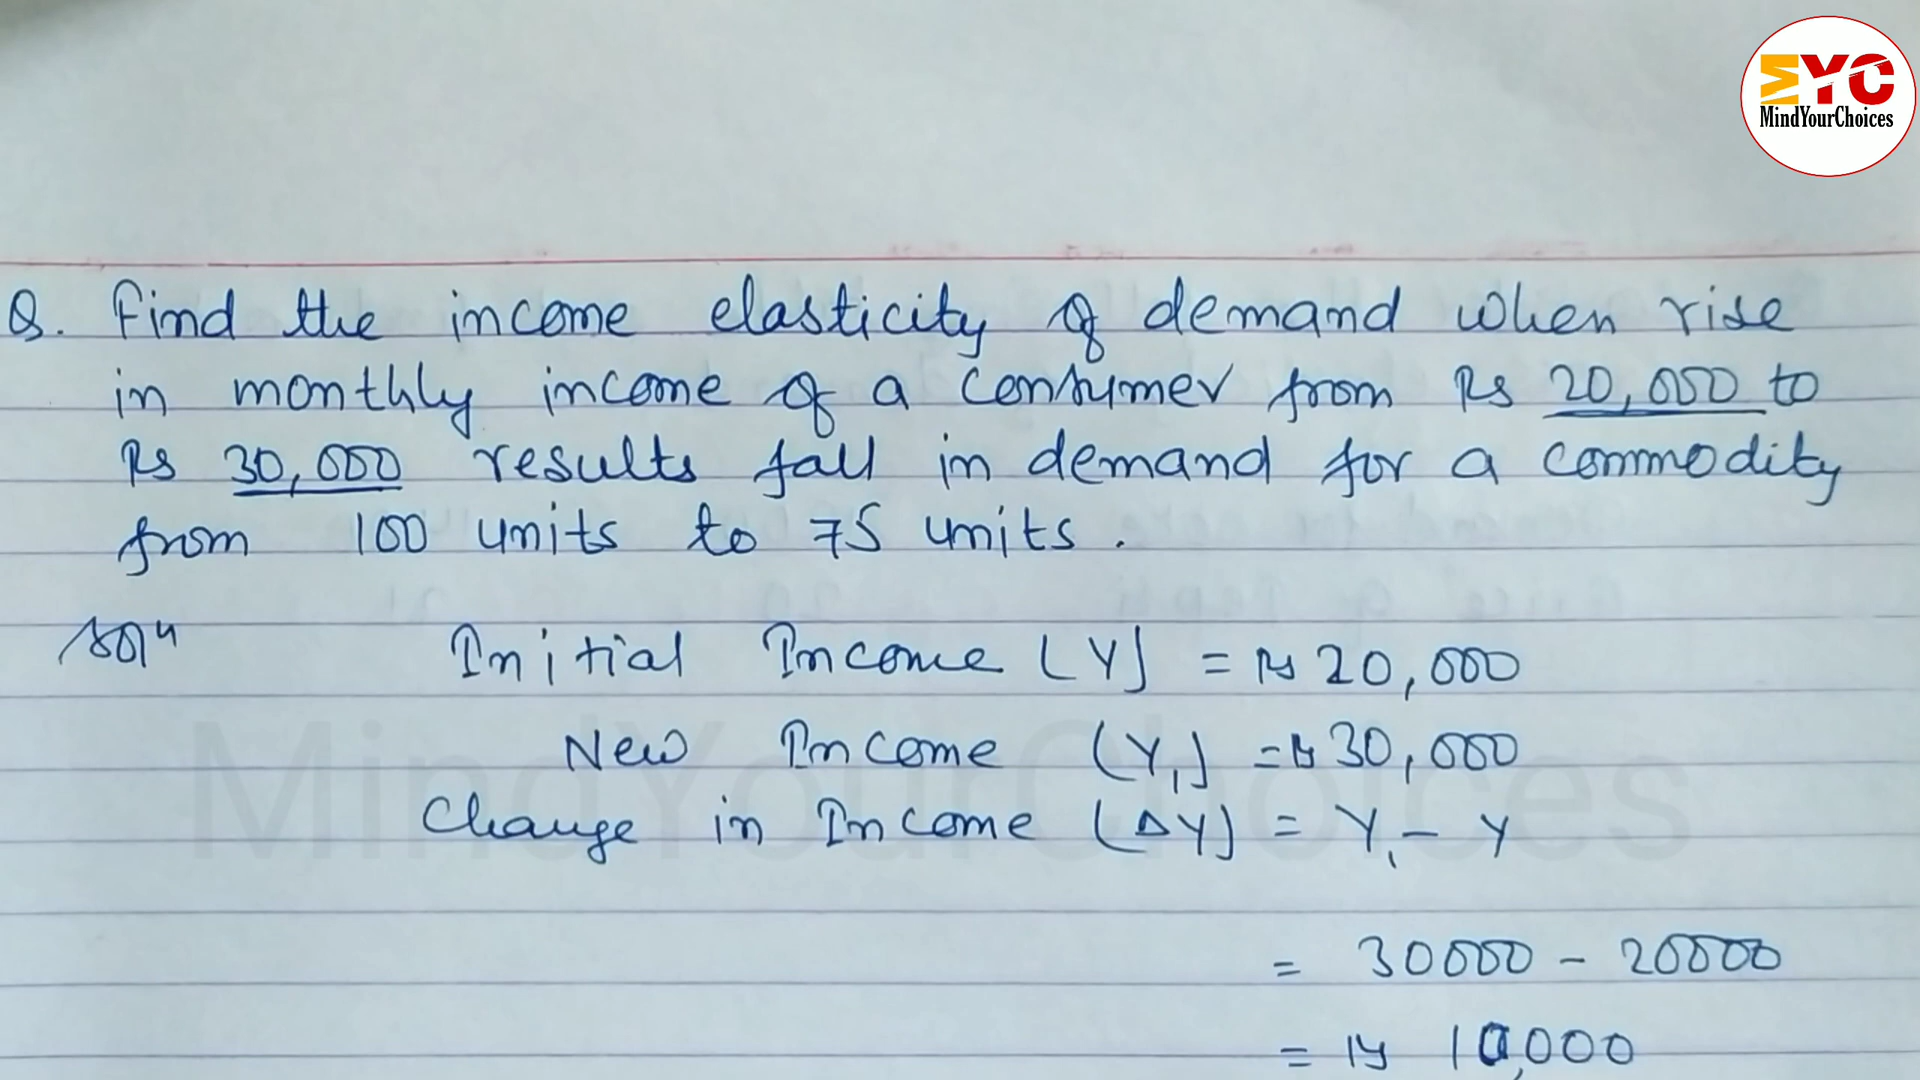 MYC
MindYourChoices
Q. Find the income elasticity of demand when rise
in monthly income of a consumer from Rs 20,000 to
Rs 30,000 results fall in demand for a commodity
from 100 units to 75 units.
Solⁿ Initial Income (Y) = Rs 20,000
New Income (Y₁) = Rs 30,000
Change in Income (ΔY) = Y₁ - Y
= 30000 - 20000
= Rs 10,000
MindYourChoices